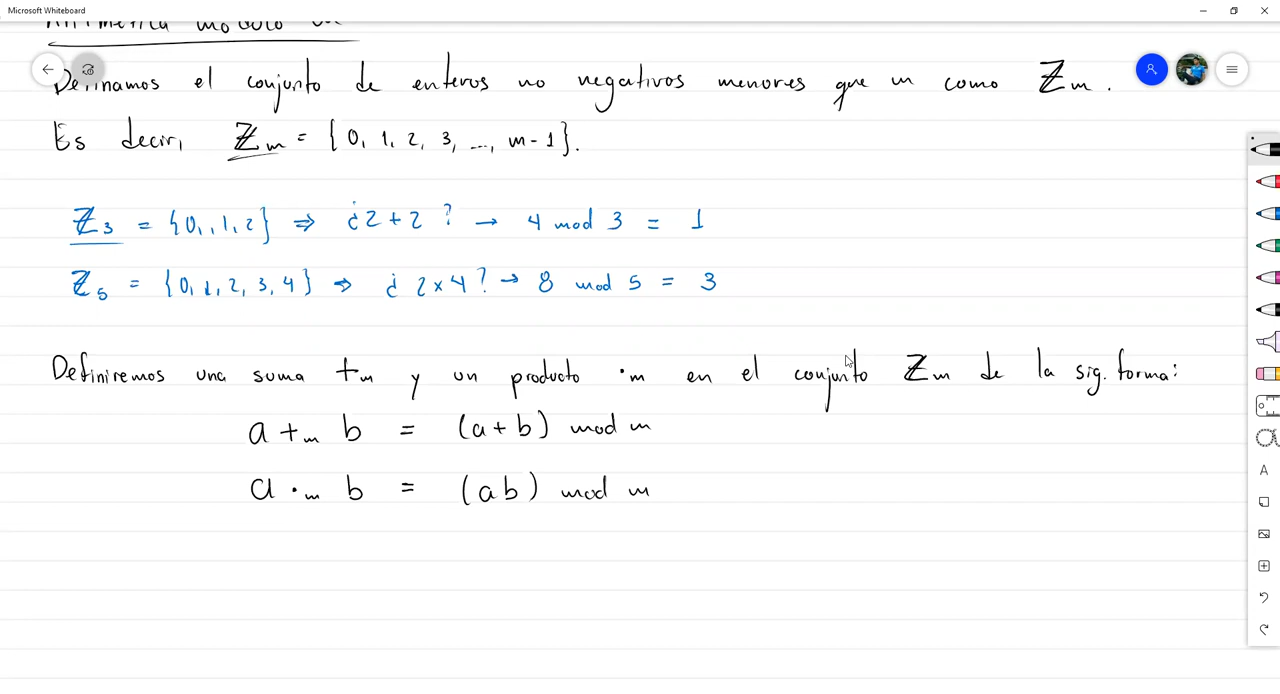 Microsoft Whiteboard
Aritmética modulo
Definamos el conjunto de enteros no negativos menores que m como ℤm.
Es decir, ℤm = {0, 1, 2, 3, ..., m-1}.
ℤ3 = {0,, 1, 2} ⇒ ¿2+2? → 4 mod 3 = 1
ℤ5 = {0, 1, 2, 3, 4} ⇒ ¿2×4? → 8 mod 5 = 3
Definiremos una suma +m y un producto ·m en el conjunto ℤm de la sig. forma:
a +m b = (a+b) mod m
a ·m b = (ab) mod m
A